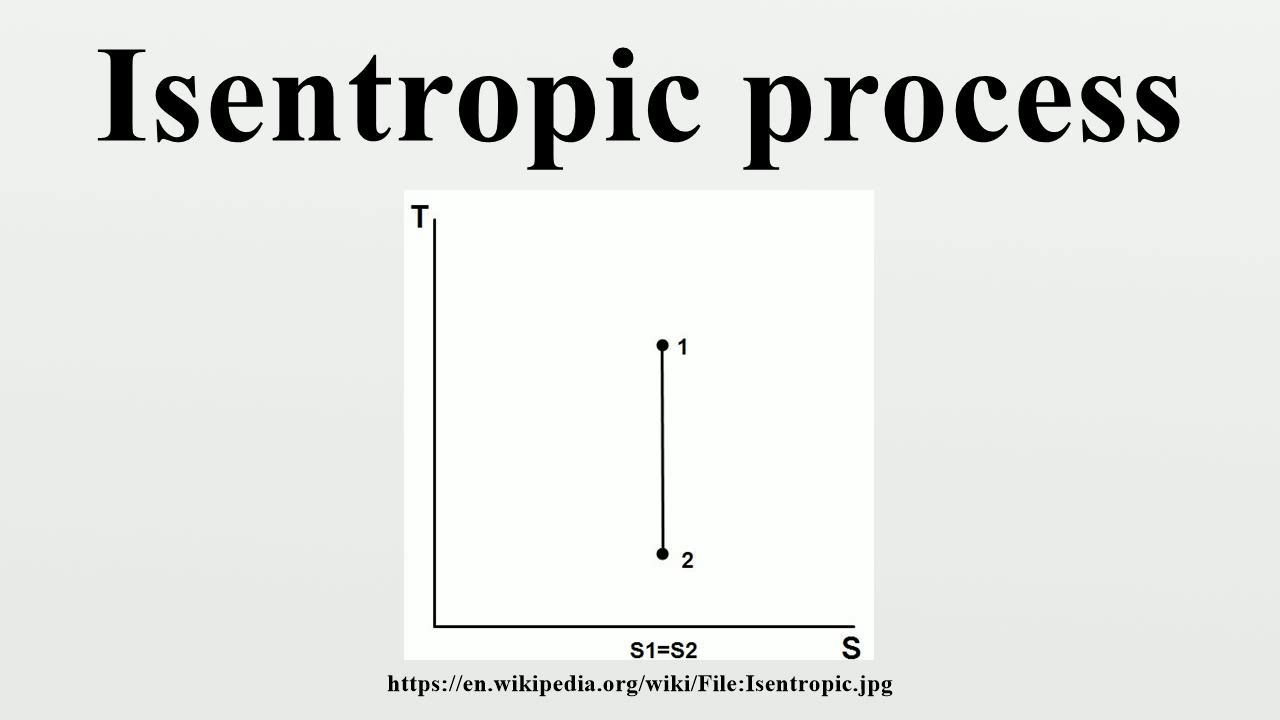 Isentropic process
T
1
2
S1=S2
S
https://en.wikipedia.org/wiki/File:Isentropic.jpg